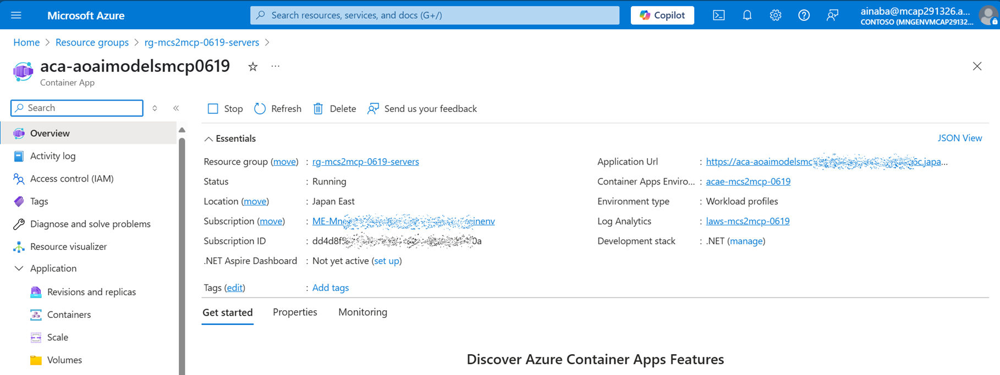 Microsoft Azure
Search resources, services, and docs (G+/)
Copilot
ainaba@mcap291326.a...
CONTOSO (MNGENVMCAP29132...
Home > Resource groups > rg-mcs2mcp-0619-servers >
aca-aoaimodelsmcp0619
...
Container App
Search
Stop
Refresh
Delete
Send us your feedback
Overview
Activity log
Access control (IAM)
Tags
Diagnose and solve problems
Resource visualizer
Application
Revisions and replicas
Containers
Scale
Volumes
Essentials
JSON View
Resource group (move) : rg-mcs2mcp-0619-servers
Status : Running
Location (move) : Japan East
Subscription (move) : ME-Mn inenv
Subscription ID : dd4d8f 0a
.NET Aspire Dashboard : Not yet active (set up)
Tags (edit) : Add tags
Application Url : https://aca-aoaimodelsmc c.japa...
Container Apps Enviro... : acae-mcs2mcp-0619
Environment type : Workload profiles
Log Analytics : laws-mcs2mcp-0619
Development stack : .NET (manage)
Get started
Properties
Monitoring
Discover Azure Container Apps Features